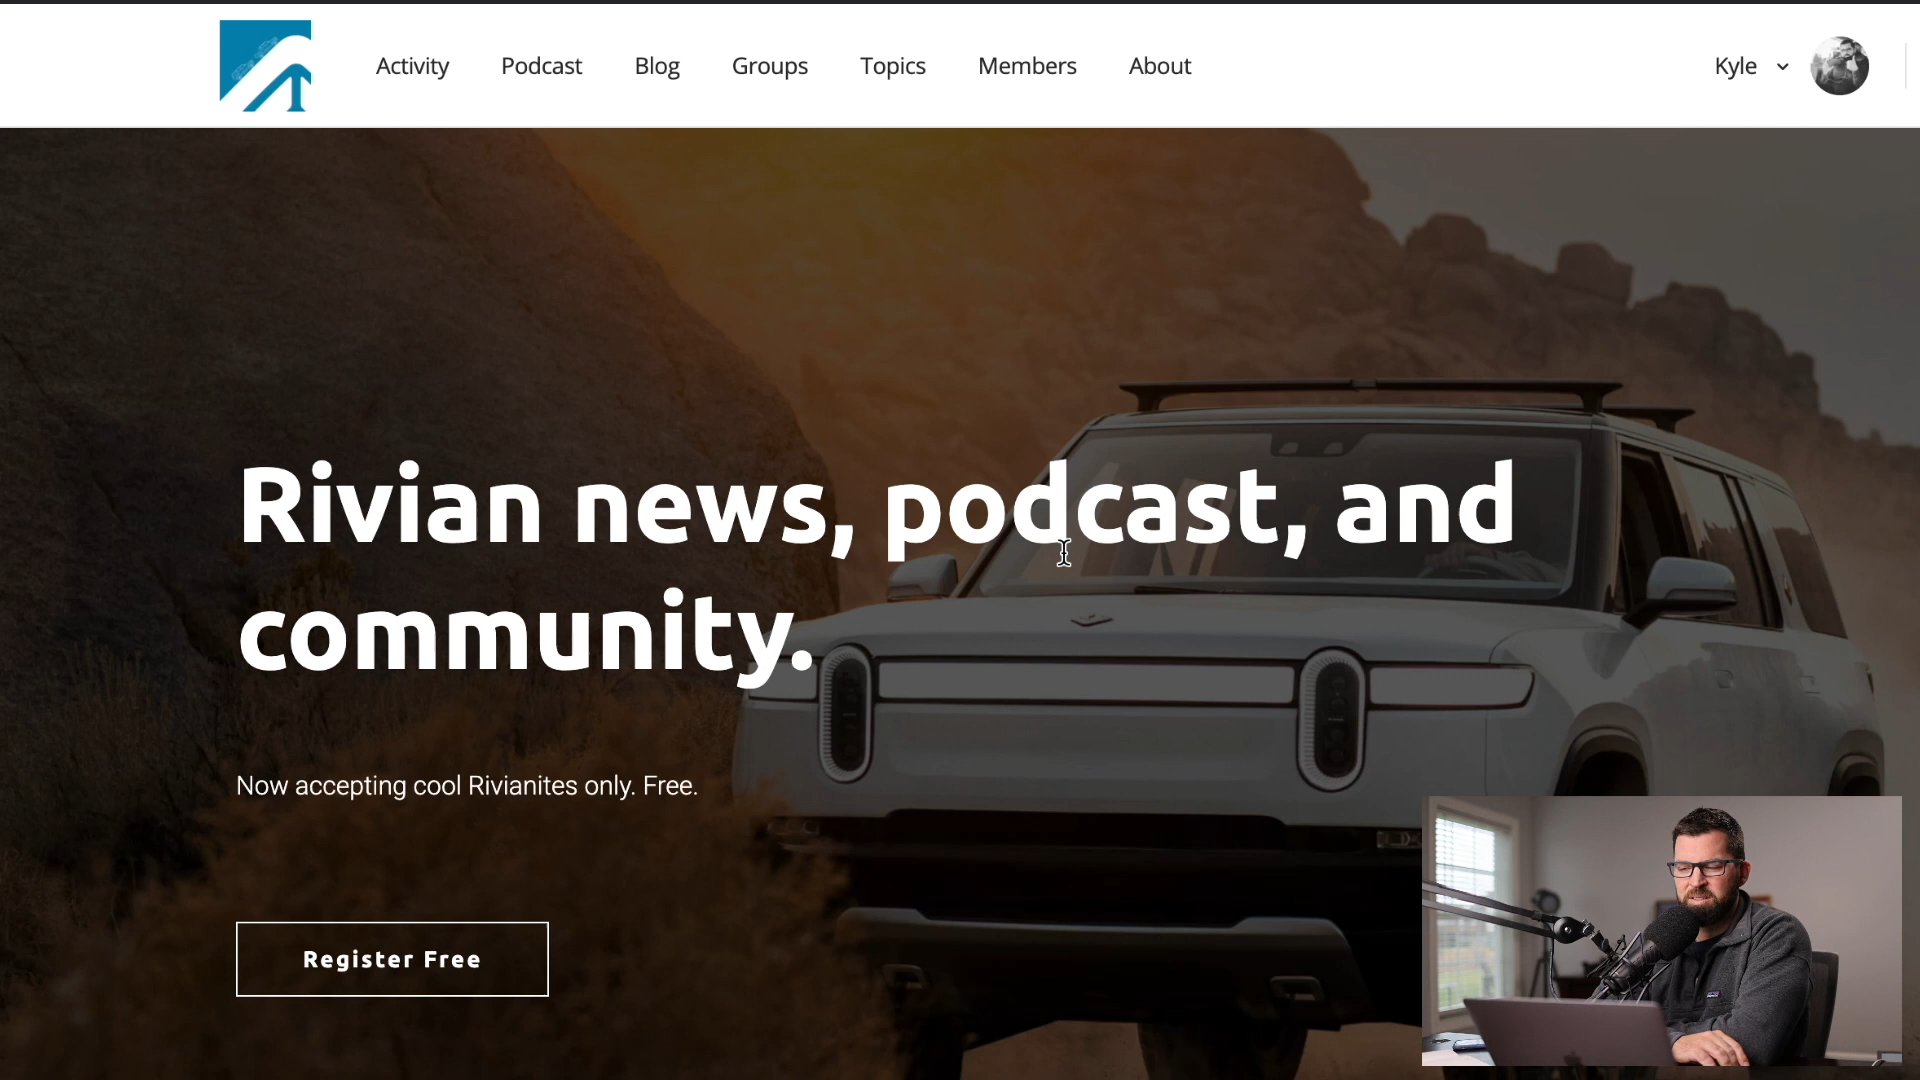 Activity
Podcast
Blog
Groups
Topics
Members
About
Kyle
Rivian news, podcast, and
community.
Now accepting cool Rivianites only. Free.
Register Free